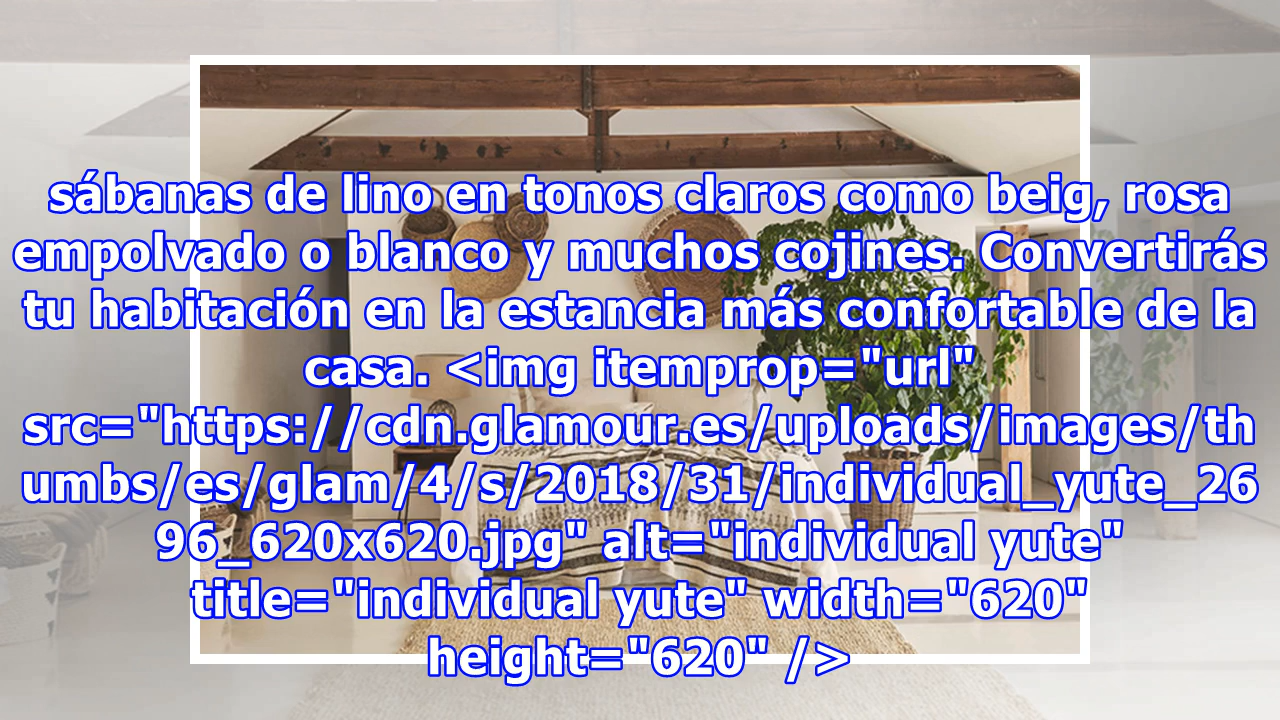 sábanas de lino en tonos claros como beig, rosa
empolvado o blanco y muchos cojines. Convertirás
tu habitación en la estancia más confortable de la
casa. <img itemprop="url"
src="https://cdn.glamour.es/uploads/images/th
umbs/es/glam/4/s/2018/31/individual_yute_26
96_620x620.jpg" alt="individual yute"
title="individual yute" width="620"
height="620" />